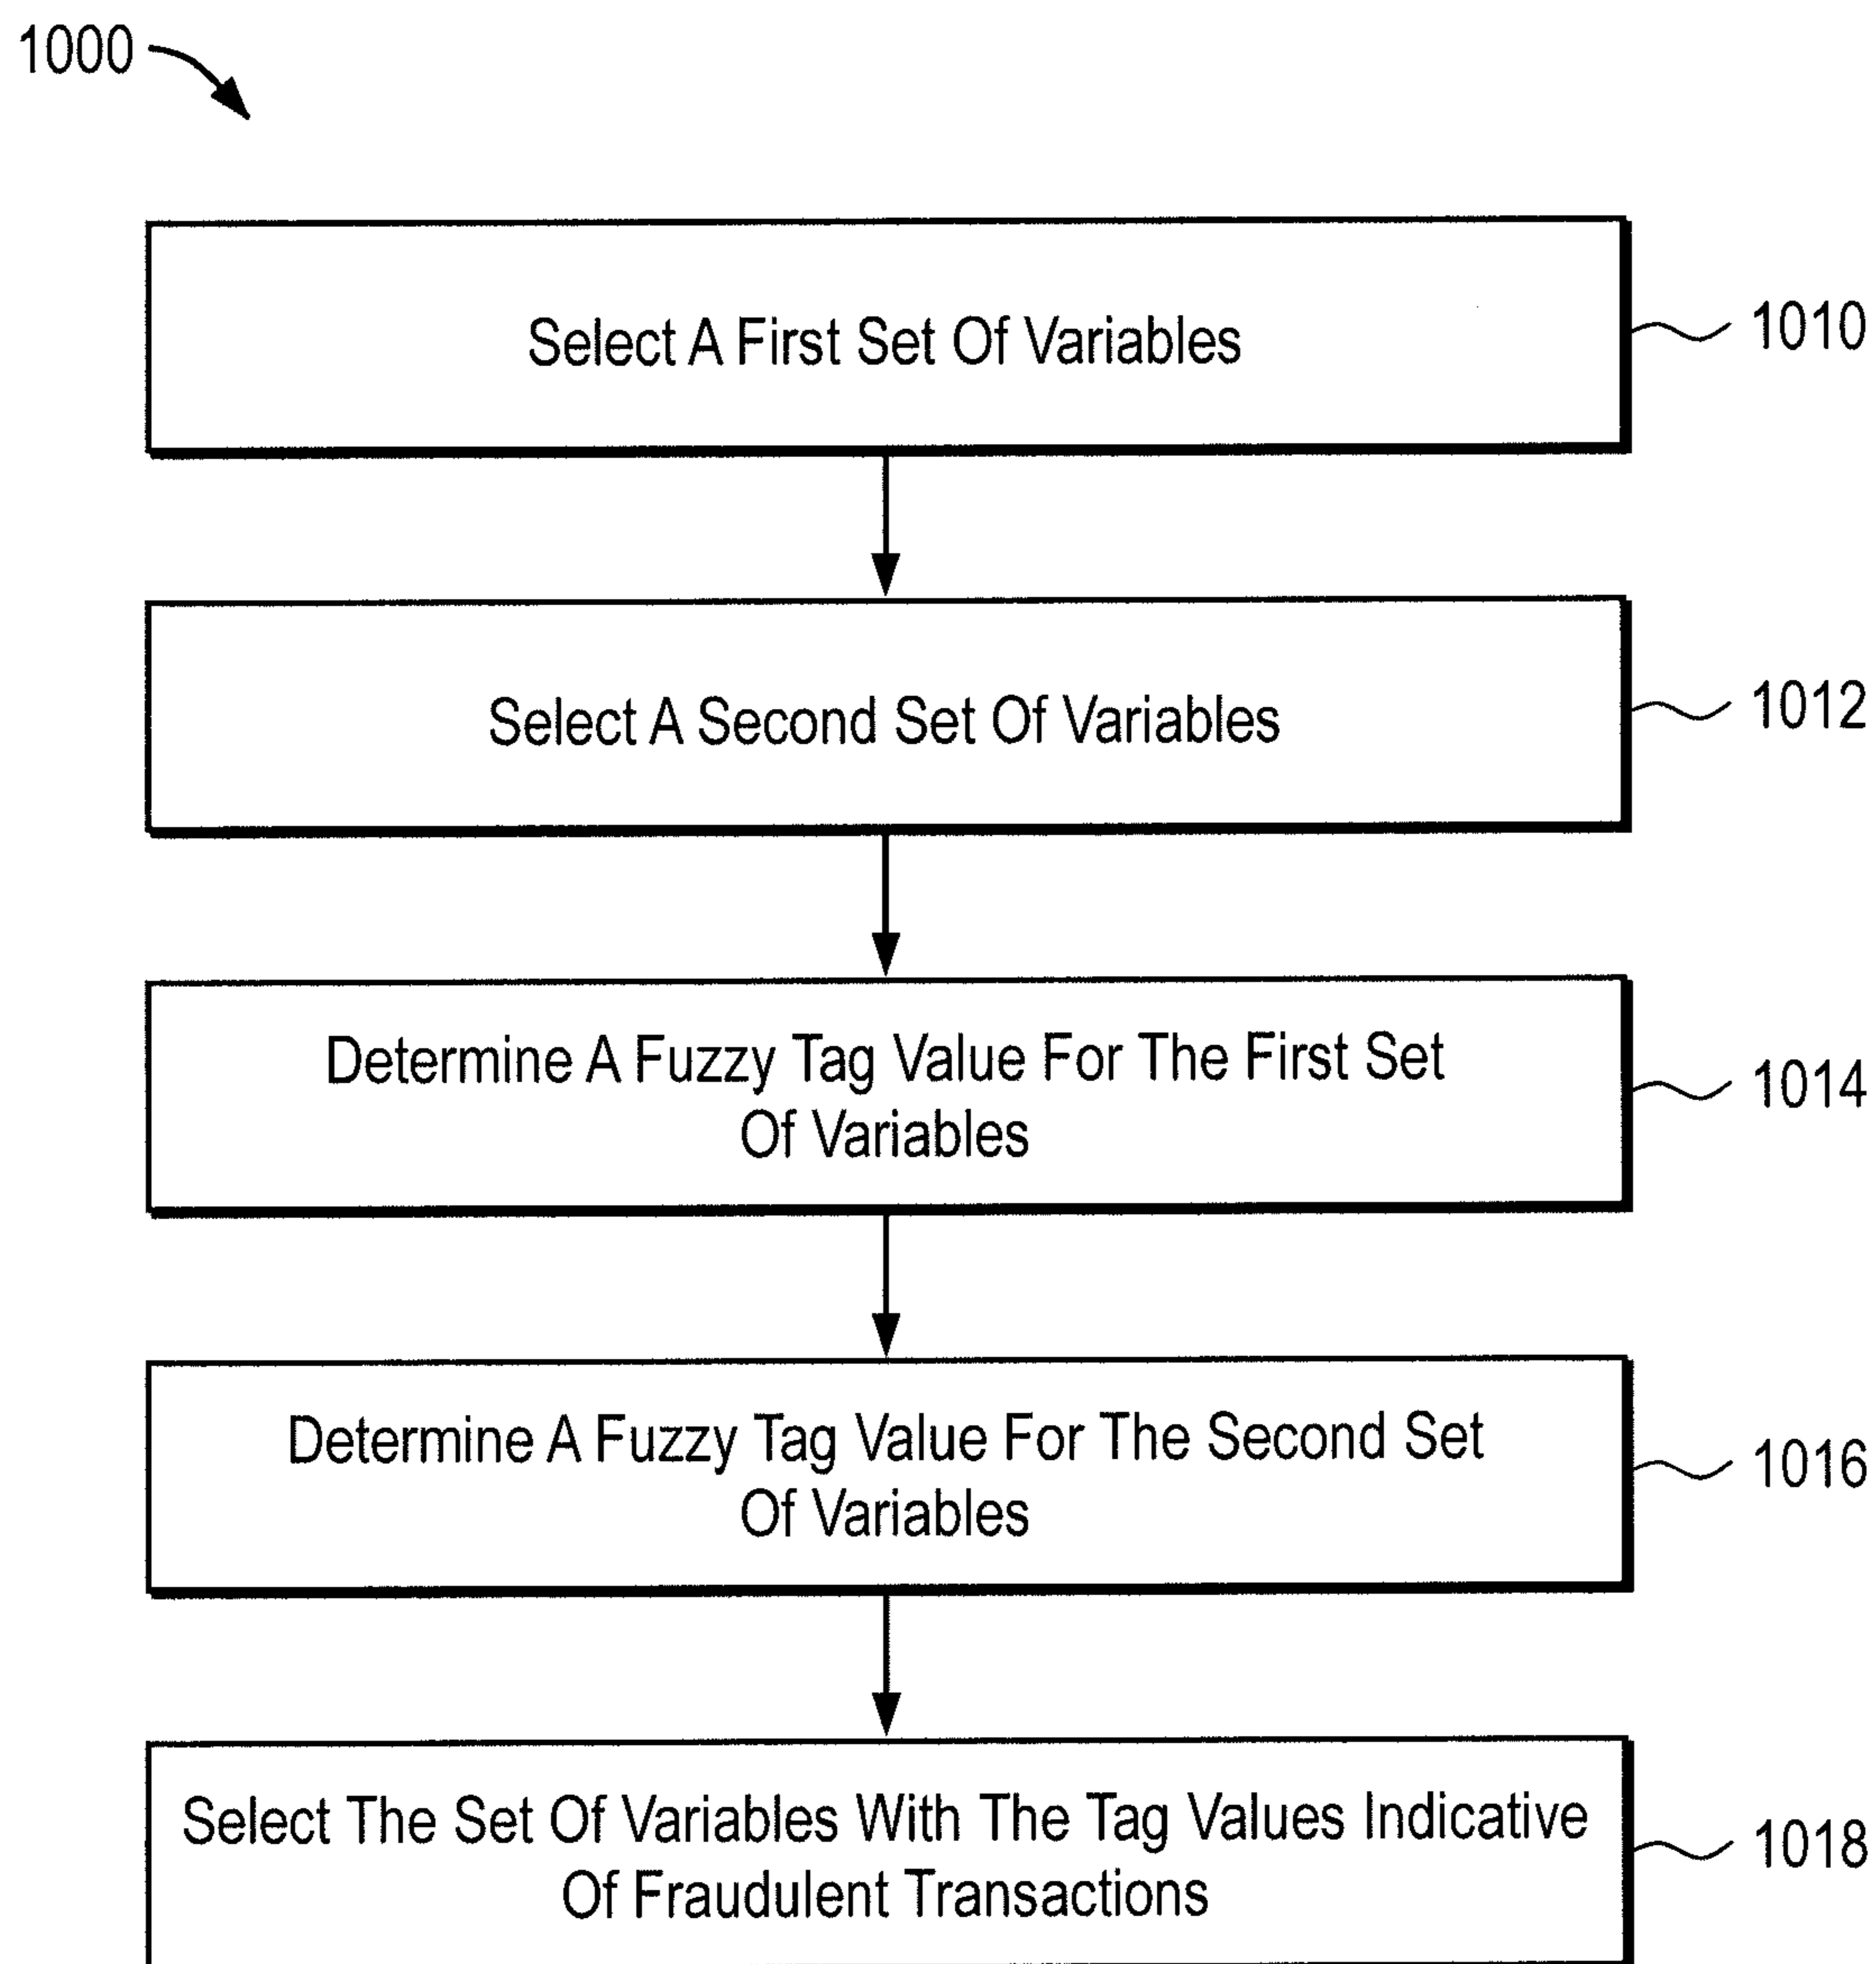 1000
Select A First Set Of Variables
1010
Select A Second Set Of Variables
1012
Determine A Fuzzy Tag Value For The First Set
Of Variables
1014
Determine A Fuzzy Tag Value For The Second Set
Of Variables
1016
Select The Set Of Variables With The Tag Values Indicative
Of Fraudulent Transactions
1018